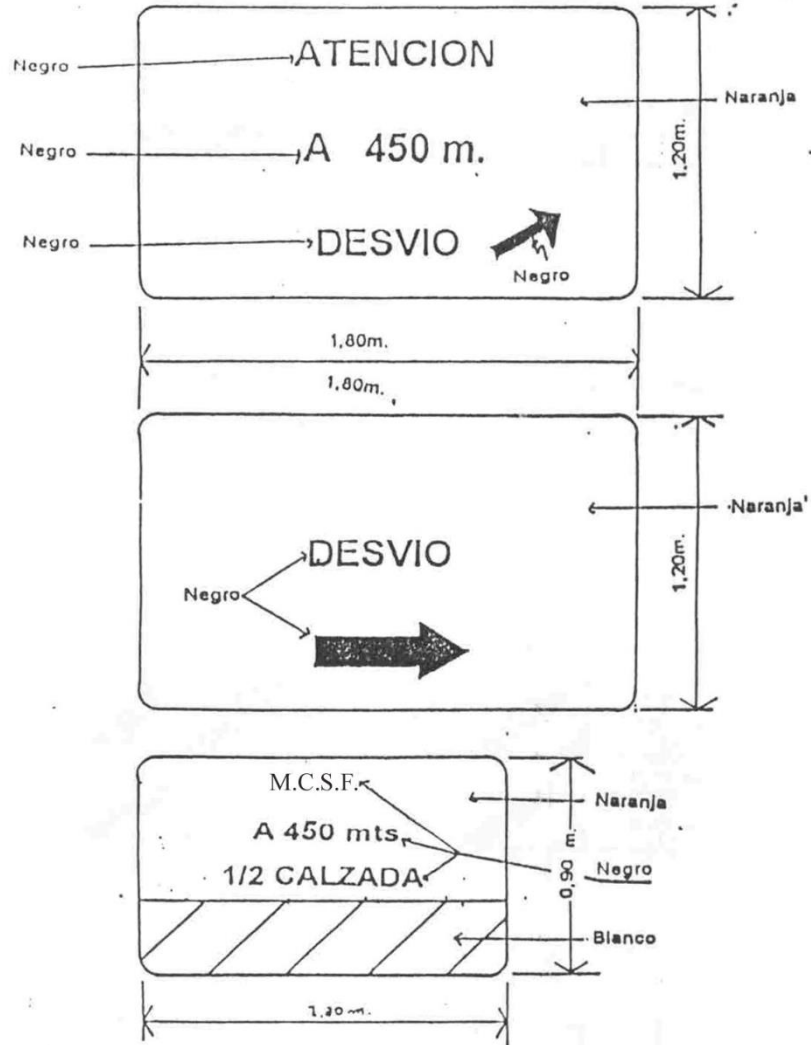 Negro ATENCION
Naranja
Negro A 450 m.
1,20m.
Negro DESVIO
Negro
1,80m.
1,80m.
Naranja
DESVIO
1,20m.
Negro
M.C.S.F.
Naranja
A 450 mts
0,90 m
Negro
1/2 CALZADA
Blanco